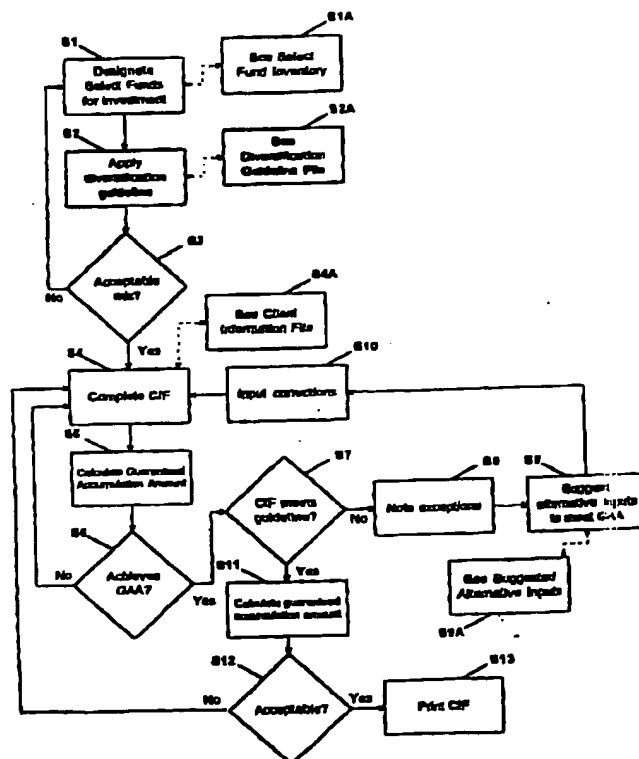 S1
S1A
Designate
Select Funds
for Investment
See Select
Fund Inventory
S2
S2A
Apply
diversification
guideline
See
Diversification
Guideline File
S3
Acceptable
mix?
No
Yes
S4A
See Client
Information File
S4
S10
Complete CIF
Input corrections
S5
Calculate Guaranteed
Accumulation Amount
S7
CIF meets
guideline?
No
Yes
S8
Note exceptions
S9
Suggest
alternative inputs
to meet GAA
S6
Achieves
GAA?
No
Yes
S11
Calculate guaranteed
accumulation amount
See Suggested
Alternative Inputs
S9A
S12
Acceptable?
No
Yes
S13
Print CIF